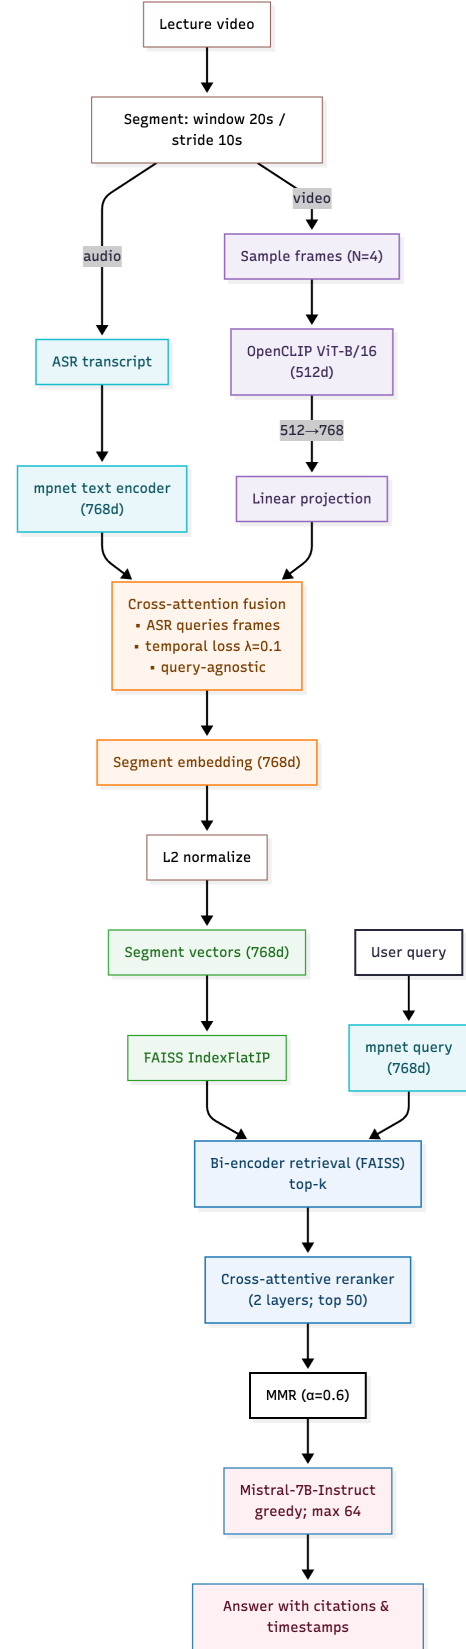 Lecture video
Segment: window 20s /
stride 10s
video
audio
Sample frames (N=4)
OpenCLIP ViT-B/16
(512d)
ASR transcript
512→768
mpnet text encoder
(768d)
Linear projection
Cross-attention fusion
▪ ASR queries frames
▪ temporal loss λ=0.1
▪ query-agnostic
Segment embedding (768d)
L2 normalize
Segment vectors (768d)
User query
FAISS IndexFlatIP
mpnet query
(768d)
Bi-encoder retrieval (FAISS)
top-k
Cross-attentive reranker
(2 layers; top 50)
MMR (α=0.6)
Mistral-7B-Instruct
greedy; max 64
Answer with citations &
timestamps